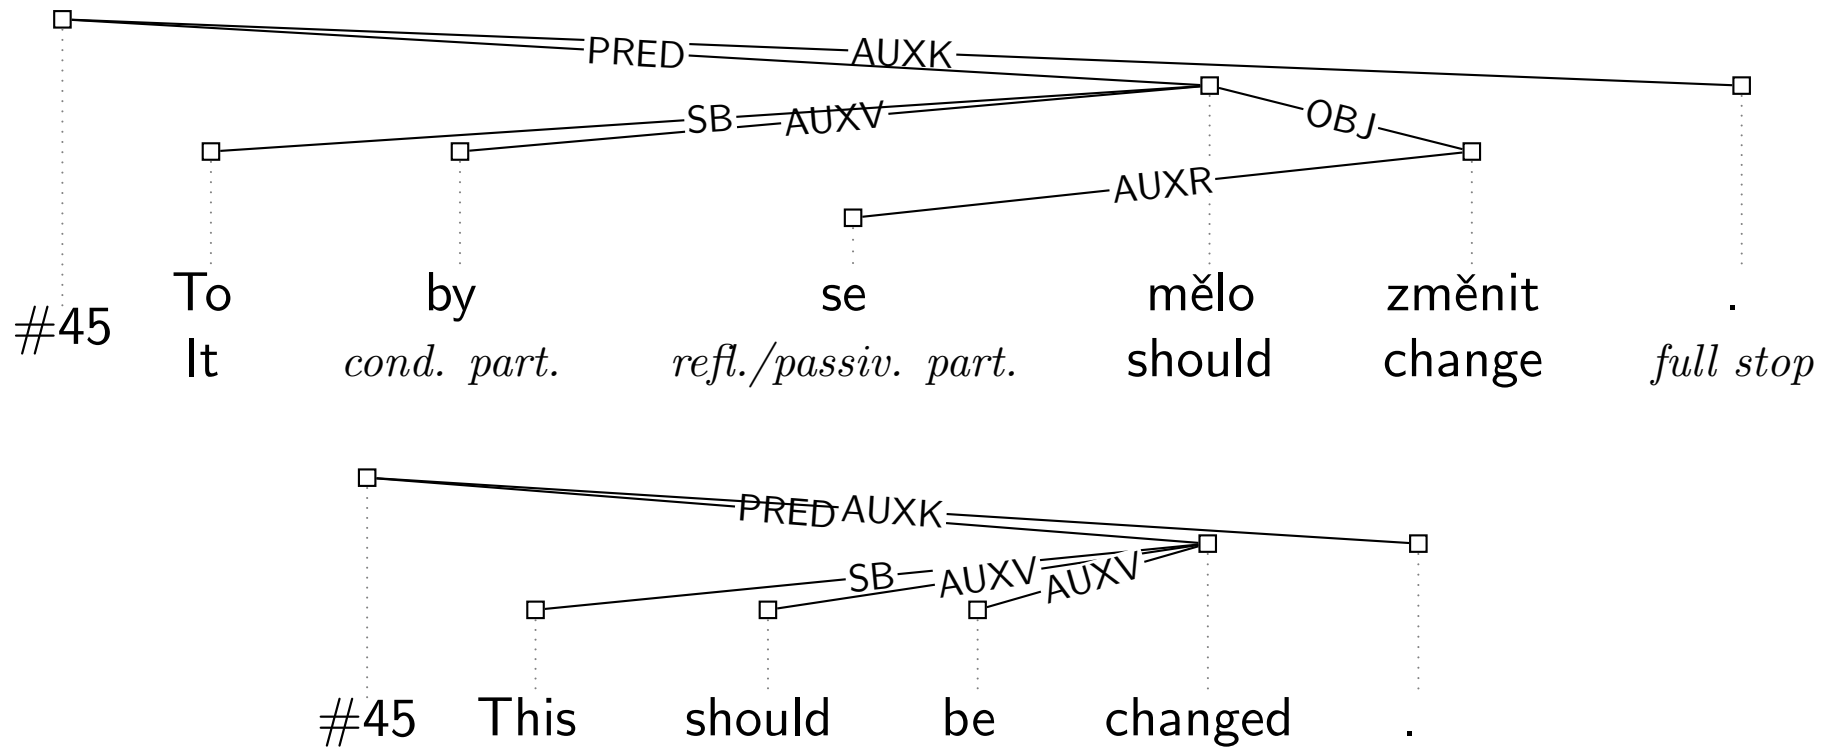 PRED AUXK
SB AUXV OBJ
AUXR
#45 To by se mělo změnit .
It cond. part. refl./passiv. part. should change full stop
PRED AUXK
SB AUXV AUXV
#45 This should be changed .